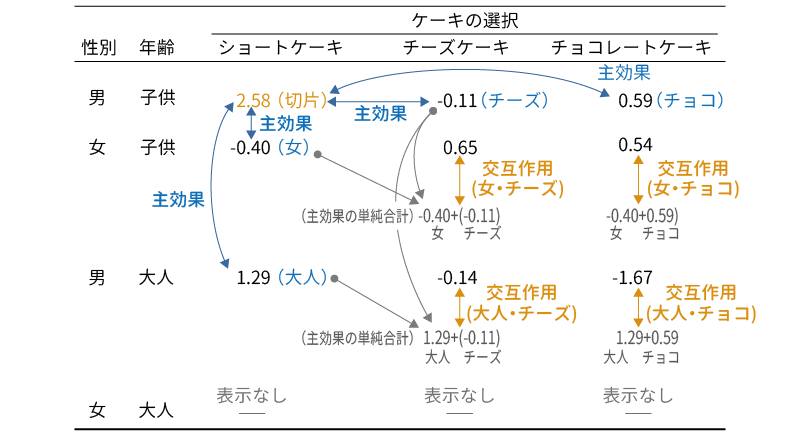 ケーキの選択
性別 年齢 ショートケーキ チーズケーキ チョコレートケーキ
主効果
男 子供 2.58（切片） -0.11（チーズ） 0.59（チョコ）
主効果
主効果
女 子供 -0.40（女） 0.65 0.54
交互作用 交互作用
(女・チーズ) (女・チョコ)
主効果
（主効果の単純合計）-0.40+(-0.11) -0.40+0.59)
女 チーズ 女 チョコ
男 大人 1.29（大人） -0.14 -1.67
交互作用 交互作用
(大人・チーズ) (大人・チョコ)
（主効果の単純合計）1.29+(-0.11) 1.29+0.59
大人 チーズ 大人 チョコ
表示なし 表示なし 表示なし
女 大人 — — —